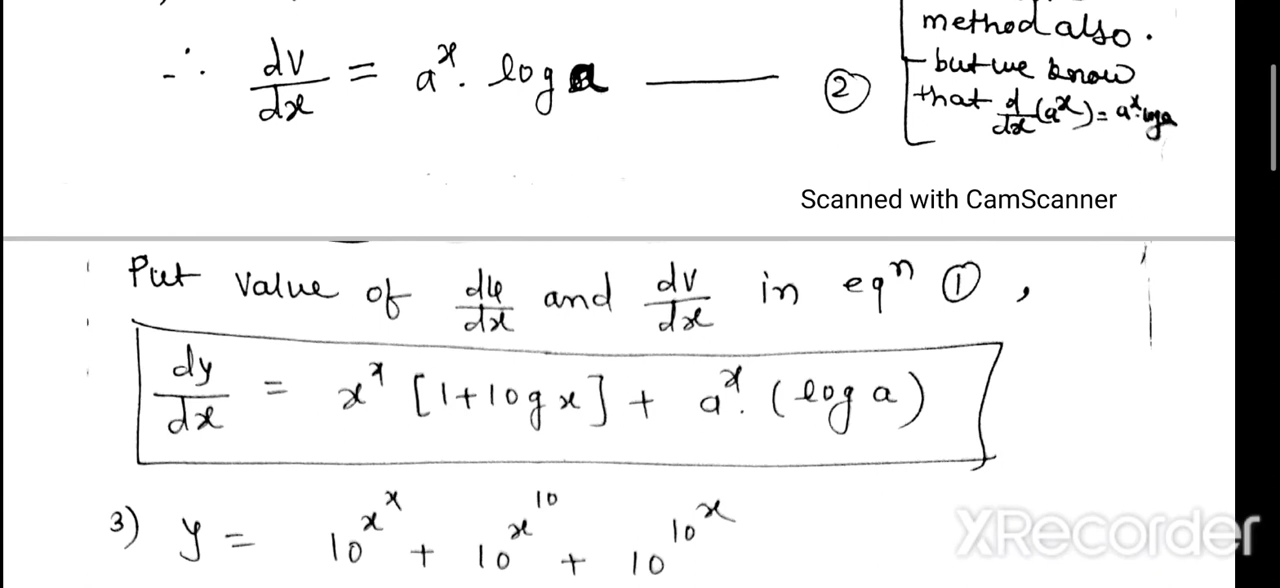 method also.
∴ dv/dx = a^x . log a —— ②
but we know
that d/dx (a^x) = a^x . log a
Scanned with CamScanner
Put value of du/dx and dv/dx in eqn ① ,
dy/dx = x^x [1 + log x] + a^x . (log a)
3) y = 10^x^x + 10^x^10 + 10^10^x
XRecorder